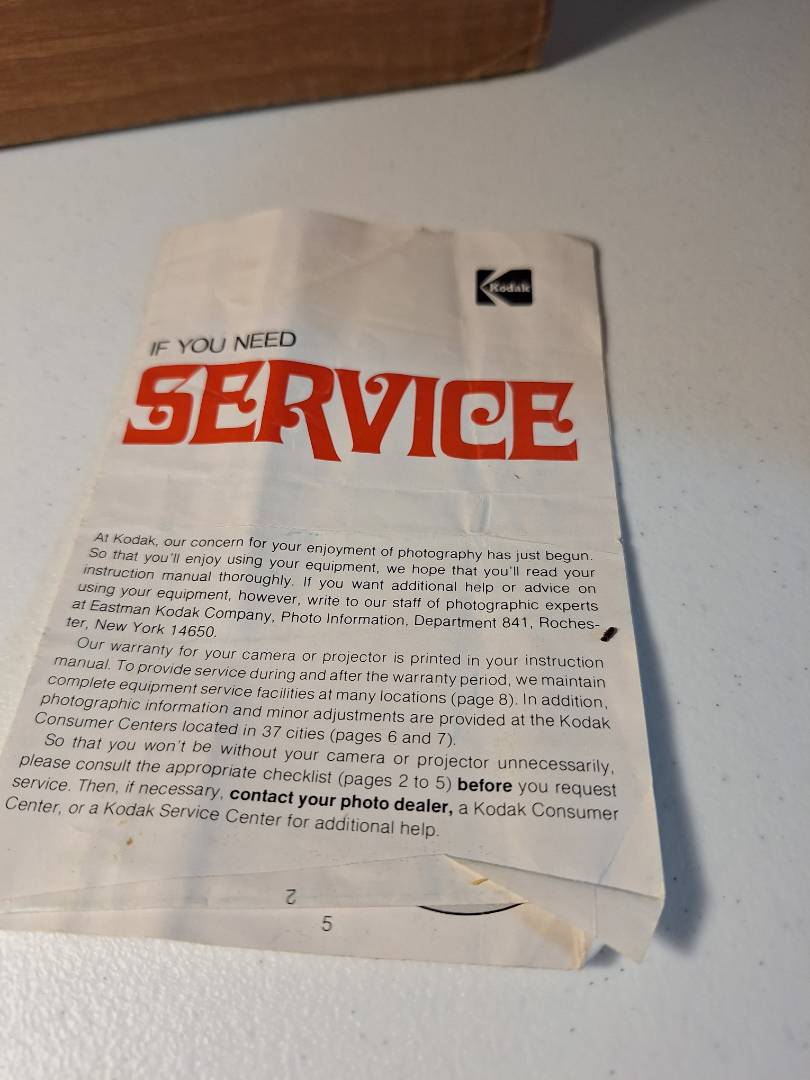 Kodak
IF YOU NEED
SERVICE
At Kodak, our concern for your enjoyment of photography has just begun.
So that you'll enjoy using your equipment, we hope that you'll read your
instruction manual thoroughly. If you want additional help or advice on
using your equipment, however, write to our staff of photographic experts
at Eastman Kodak Company, Photo Information, Department 841, Roches-
ter, New York 14650.
Our warranty for your camera or projector is printed in your instruction
manual. To provide service during and after the warranty period, we maintain
complete equipment service facilities at many locations (page 8). In addition,
photographic information and minor adjustments are provided at the Kodak
Consumer Centers located in 37 cities (pages 6 and 7).
So that you won't be without your camera or projector unnecessarily,
please consult the appropriate checklist (pages 2 to 5) before you request
service. Then, if necessary, contact your photo dealer, a Kodak Consumer
Center, or a Kodak Service Center for additional help.
2
5